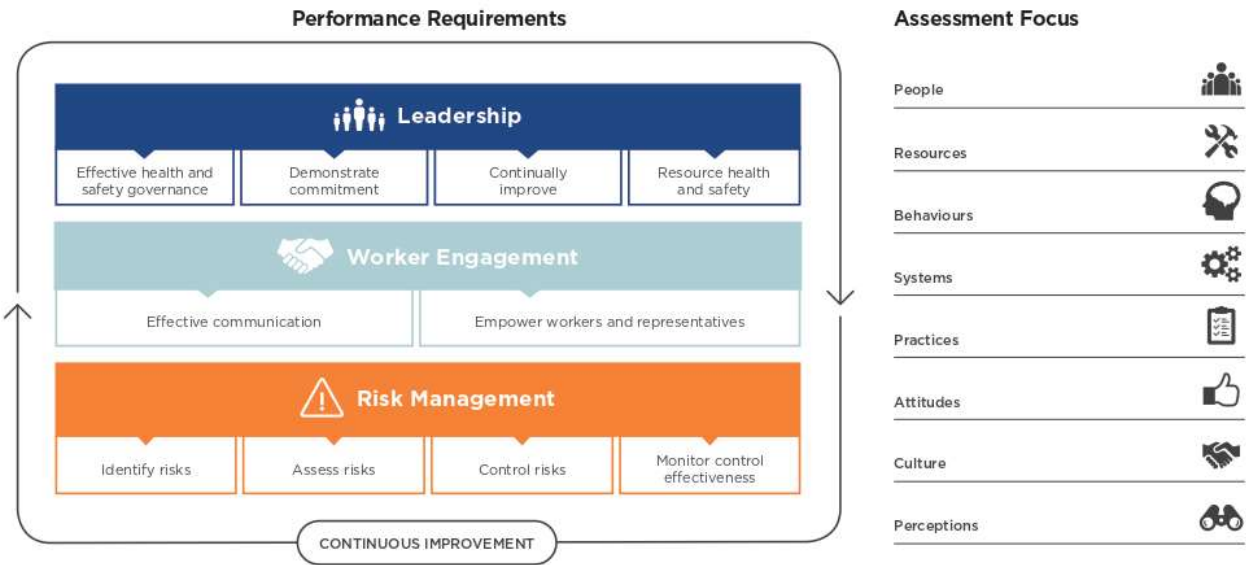 Performance Requirements
Leadership
Effective health and
safety governance
Demonstrate
commitment
Continually
improve
Resource health
and safety
Worker Engagement
Effective communication
Empower workers and representatives
Risk Management
Identify risks
Assess risks
Control risks
Monitor control
effectiveness
CONTINUOUS IMPROVEMENT
Assessment Focus
People
Resources
Behaviours
Systems
Practices
Attitudes
Culture
Perceptions